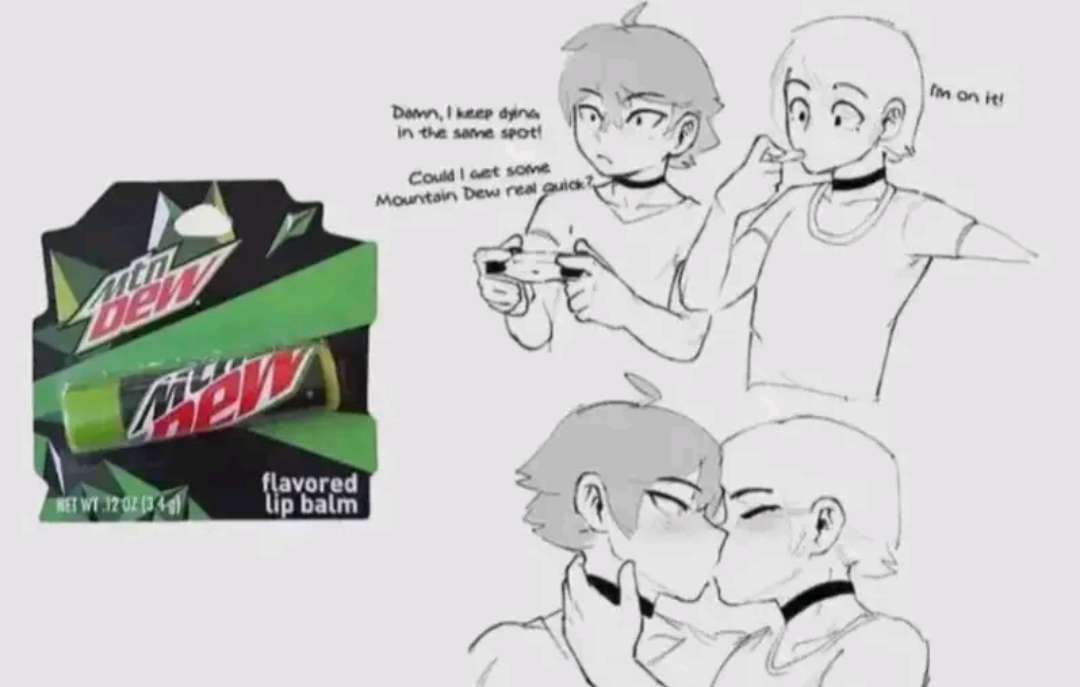 Mtn
DEW
Mtn
DEW
flavored
lip balm
NET WT .12 OZ (3.4g)
Damn, I keep dying
in the same spot!
Could I get some
Mountain Dew real quick?
I'm on it!